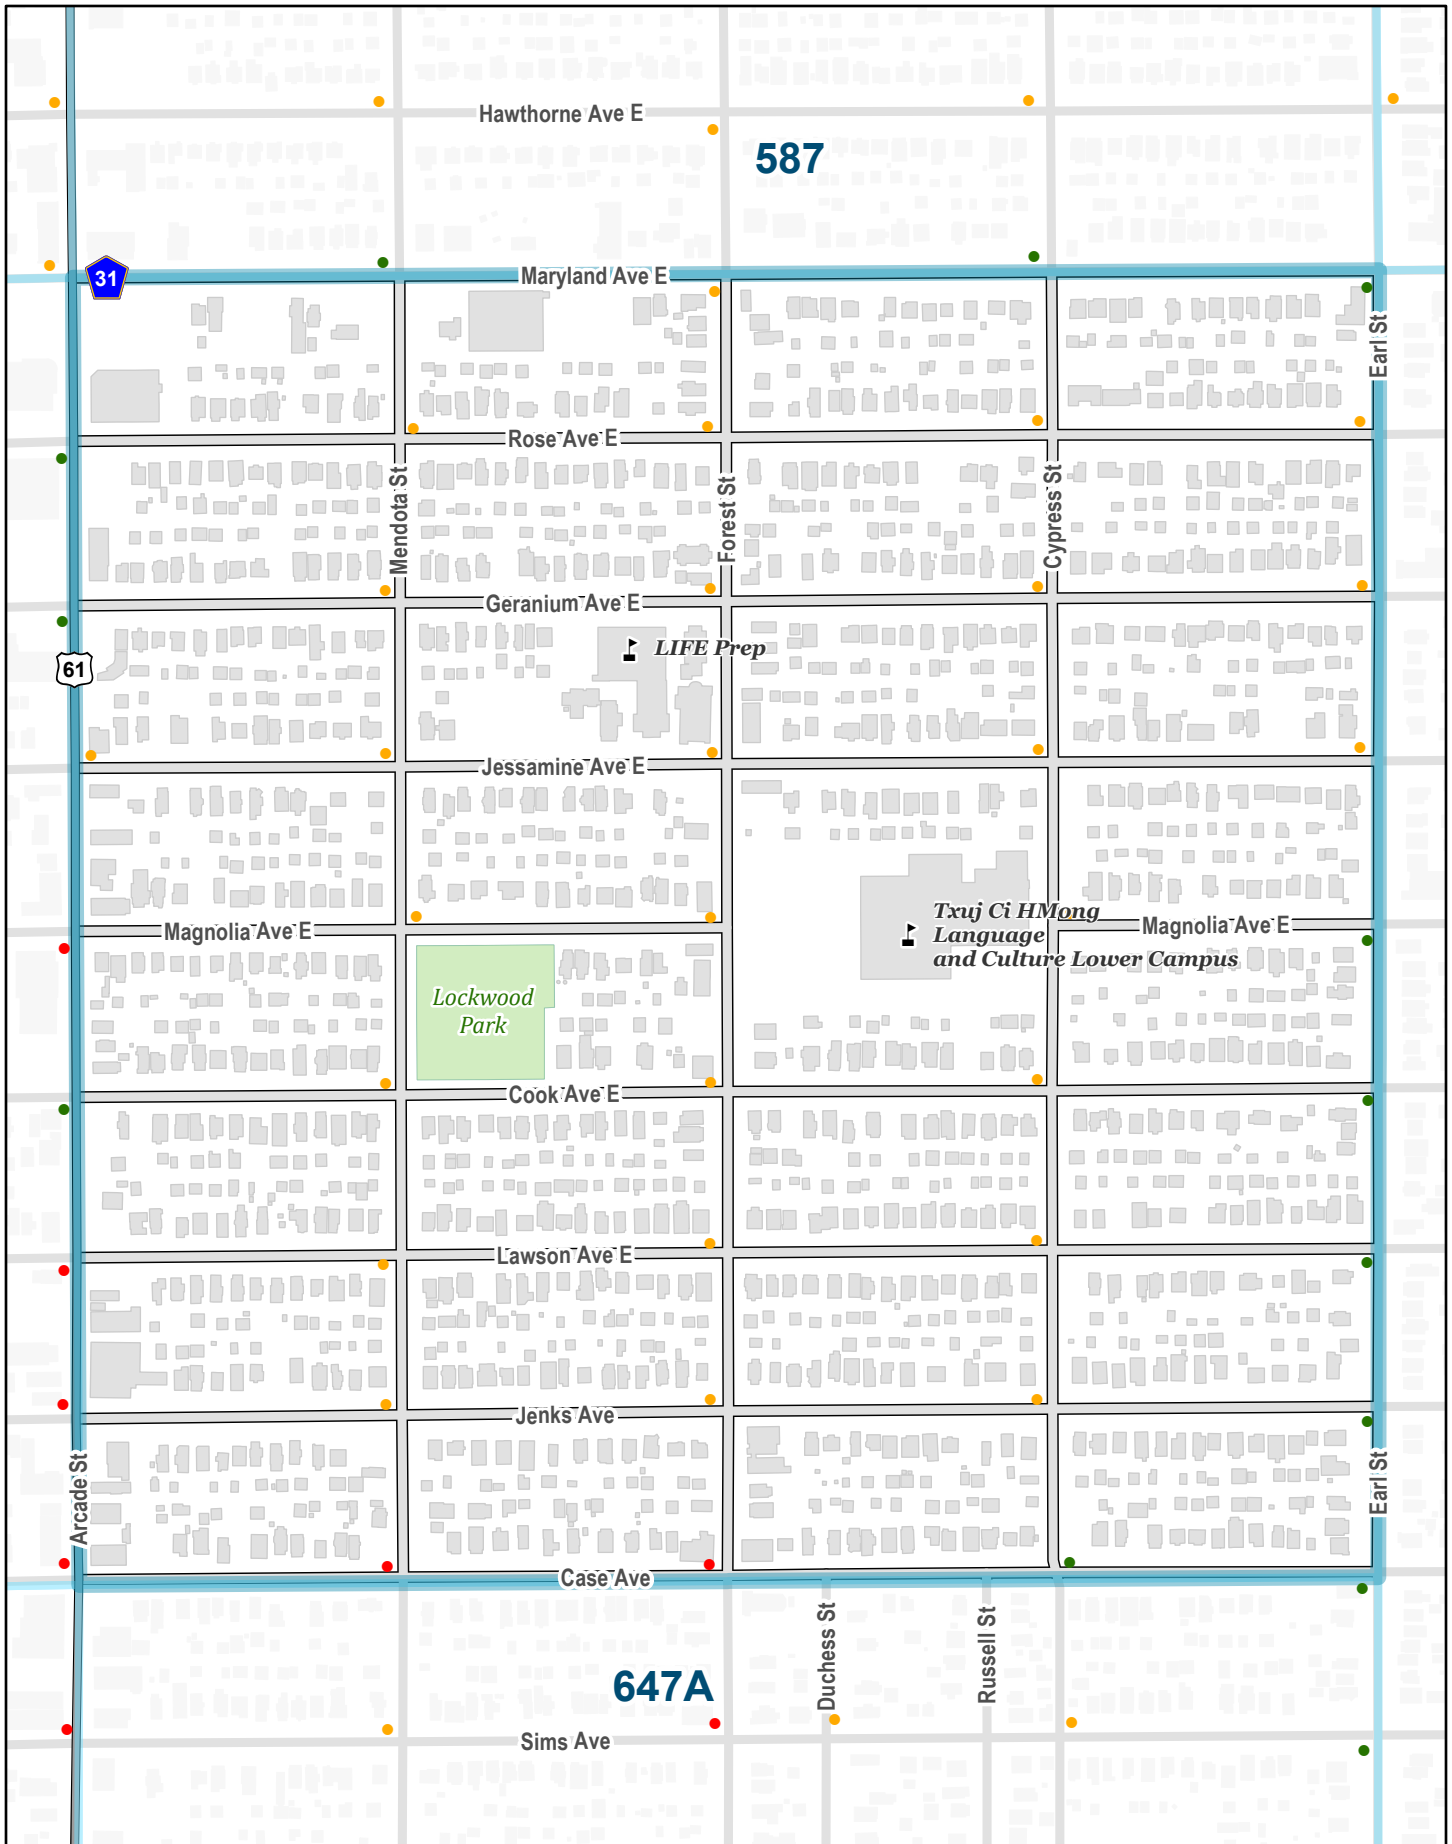 Hawthorne Ave E
587
31
Maryland Ave E
Earl St
Rose Ave E
Mendota St
Forest St
Cypress St
Geranium Ave E
61
LIFE Prep
Jessamine Ave E
Magnolia Ave E
Txuj Ci HMong
Language
and Culture Lower Campus
Magnolia Ave E
Lockwood
Park
Cook Ave E
Lawson Ave E
Jenks Ave
Arcade St
Earl St
Case Ave
Duchess St
Russell St
647A
Sims Ave